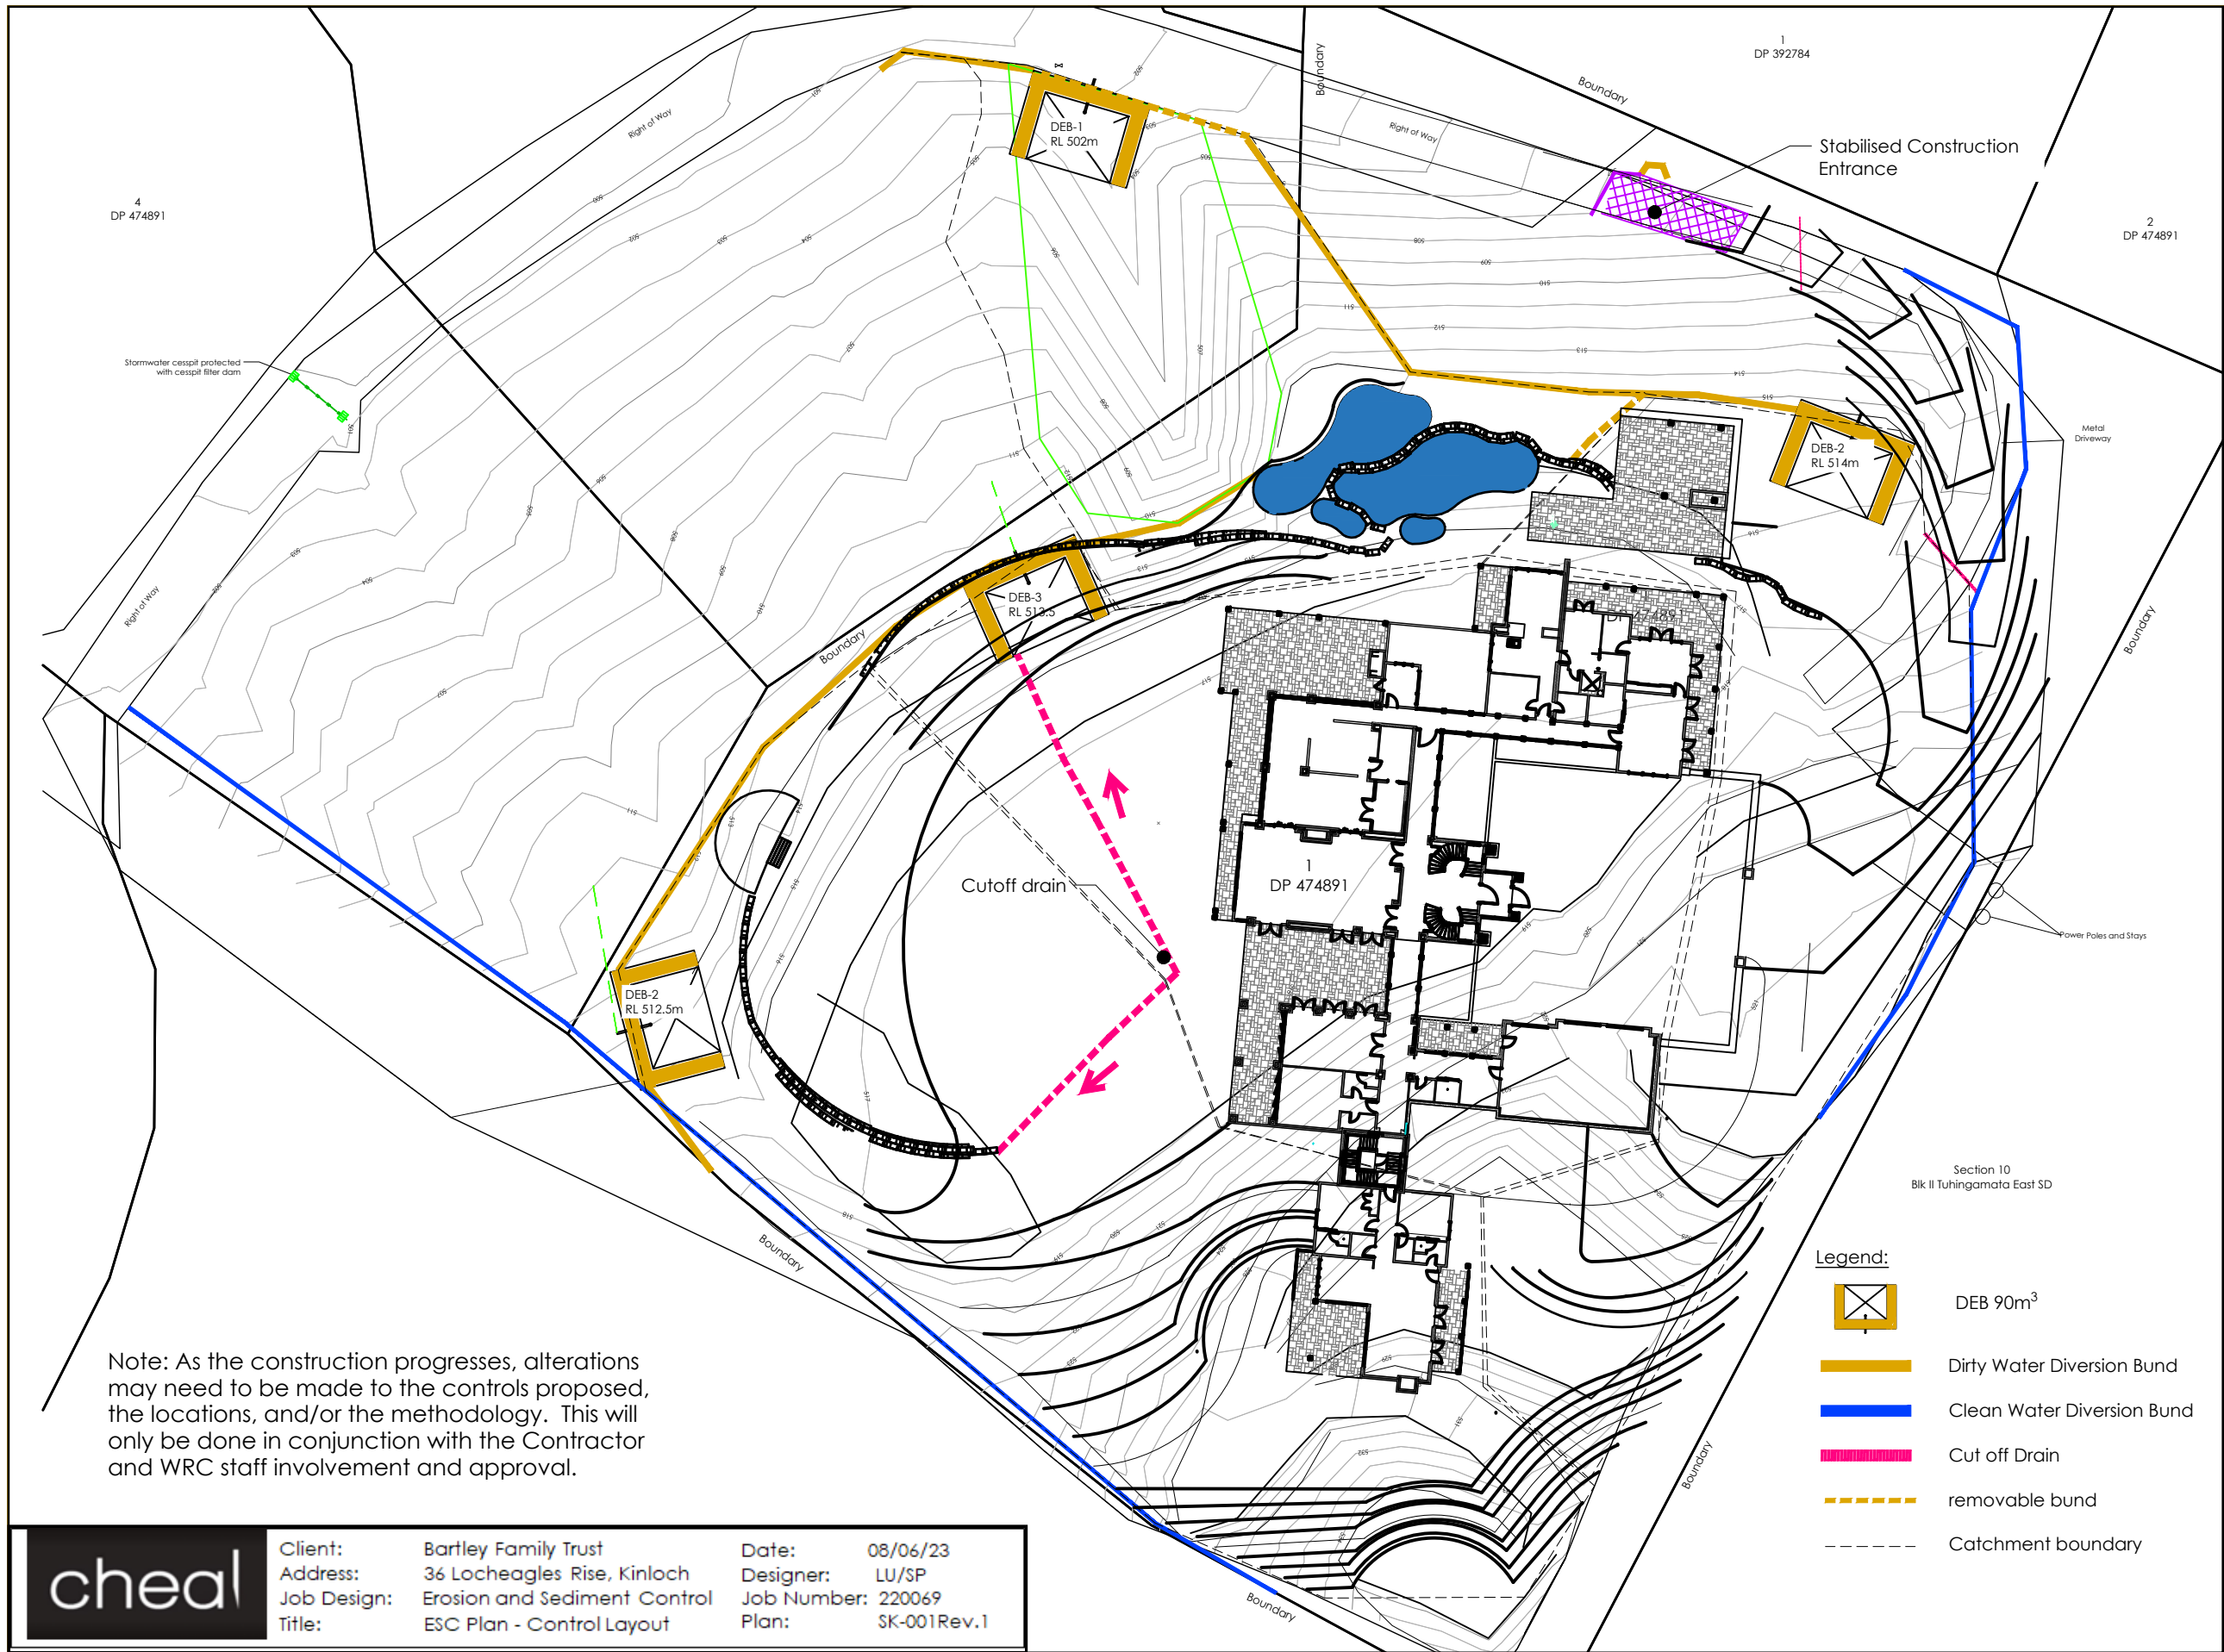 1
DP 392784
Boundary
Boundary
Right of Way
Right of Way
Stabilised Construction
Entrance
4
DP 474891
2
DP 474891
DEB-1
RL 502m
Stormwater cesspit protected
with cesspit filter dam
Metal
Driveway
DEB-2
RL 514m
DEB-3
RL 513.5
Right of Way
Boundary
Boundary
Cutoff drain
1
DP 474891
Power Poles and Stays
DEB-2
RL 512.5m
Section 10
Blk II Tuhingamata East SD
Boundary
Boundary
Boundary
Legend:
DEB 90m³
Dirty Water Diversion Bund
Clean Water Diversion Bund
Cut off Drain
removable bund
Catchment boundary
Note: As the construction progresses, alterations
may need to be made to the controls proposed,
the locations, and/or the methodology. This will
only be done in conjunction with the Contractor
and WRC staff involvement and approval.
cheal
Client: Bartley Family Trust Date: 08/06/23
Address: 36 Locheagles Rise, Kinloch Designer: LU/SP
Job Design: Erosion and Sediment Control Job Number: 220069
Title: ESC Plan - Control Layout Plan: SK-001Rev.1